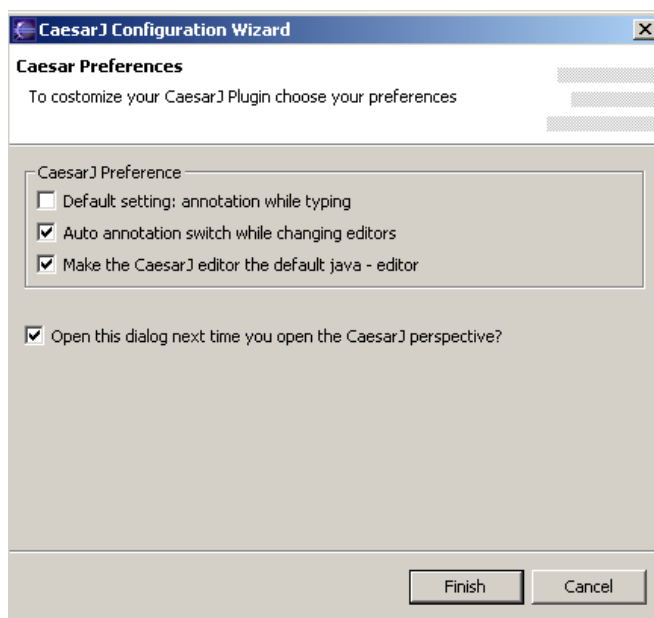 CaesarJ Configuration Wizard
Caesar Preferences
To costomize your CaesarJ Plugin choose your preferences
CaesarJ Preference
Default setting: annotation while typing
Auto annotation switch while changing editors
Make the CaesarJ editor the default java - editor
Open this dialog next time you open the CaesarJ perspective?
Finish
Cancel